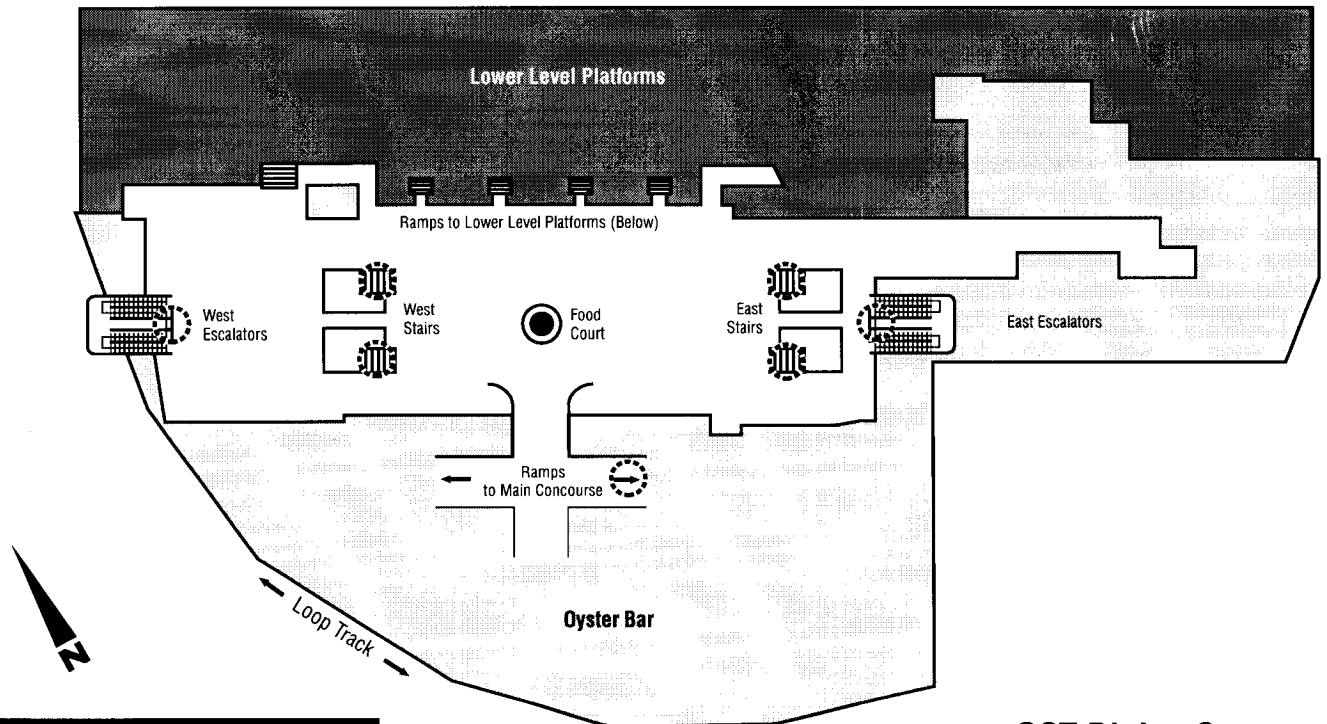 Lower Level Platforms
Ramps to Lower Level Platforms (Below)
West
Escalators
West
Stairs
Food
Court
East
Stairs
East Escalators
Ramps
to Main Concourse
Loop Track
Oyster Bar
N